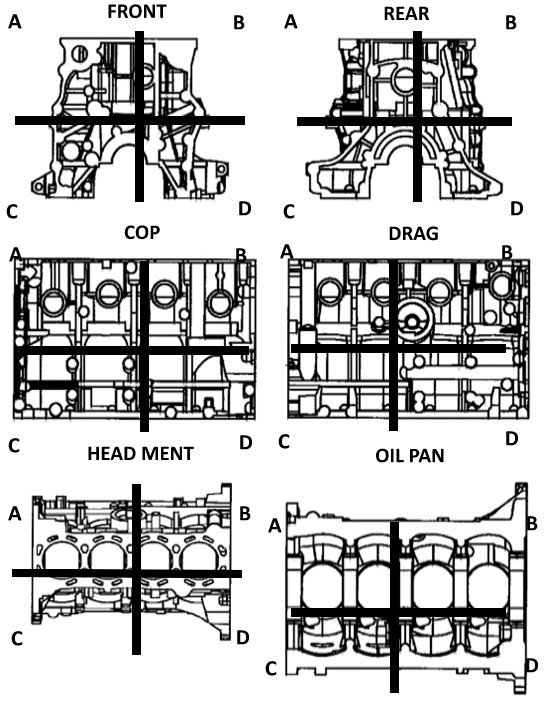 FRONT
A B
C D
REAR
A B
C D
COP
A B
C D
DRAG
A B
C D
HEAD MENT
A B
C D
OIL PAN
A B
C D